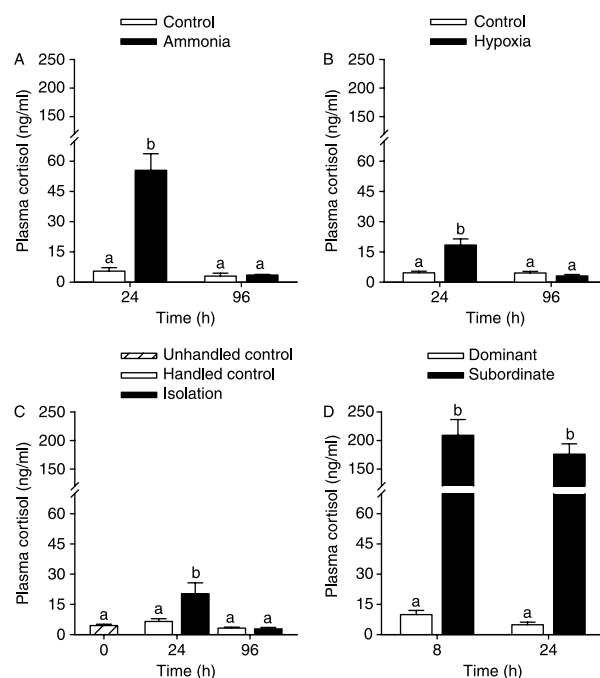 Control
Ammonia
A
Plasma cortisol (ng/ml)
250
200
150
60
45
30
15
0
a
b
a
a
24
96
Time (h)
Control
Hypoxia
B
Plasma cortisol (ng/ml)
250
200
150
60
45
30
15
0
a
b
a
a
24
96
Time (h)
Unhandled control
Handled control
Isolation
C
Plasma cortisol (ng/ml)
250
200
150
60
45
30
15
0
a
a
b
a
a
0
24
96
Time (h)
Dominant
Subordinate
D
Plasma cortisol (ng/ml)
250
200
150
60
45
30
15
0
a
b
a
b
8
24
Time (h)